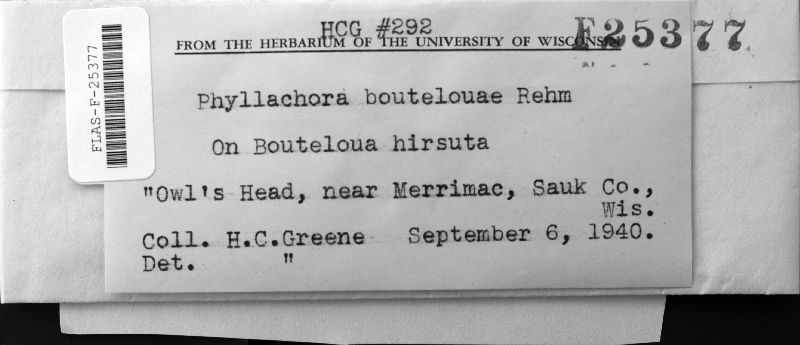 HCG #292
FROM THE HERBARIUM OF THE UNIVERSITY OF WISCONSIN
F25377
FLAS-F-25377
Phyllachora boutelouae Rehm
On Bouteloua hirsuta
"Owl's Head, near Merrimac, Sauk Co.,
Wis.
Coll. H.C.Greene September 6, 1940.
Det. "